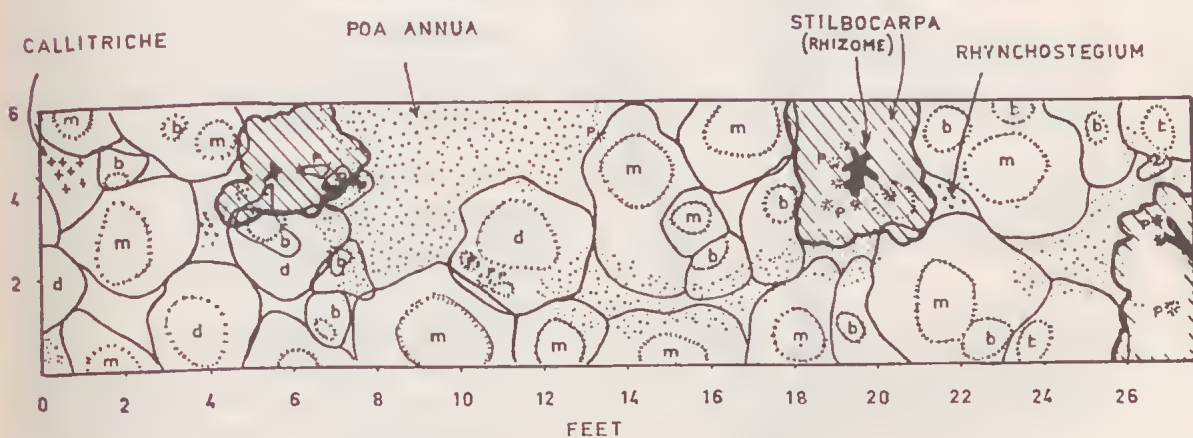 CALLITRICHE
POA ANNUA
STILBOCARPA
(RHIZOME)
RHYNCHOSTEGIUM
6
4
2
m b m b m m b m t b t
m m d m b m b
d d b b b
m b m m m m b m b t
P P P P P
0 2 4 6 8 10 12 14 16 18 20 22 24 26
FEET